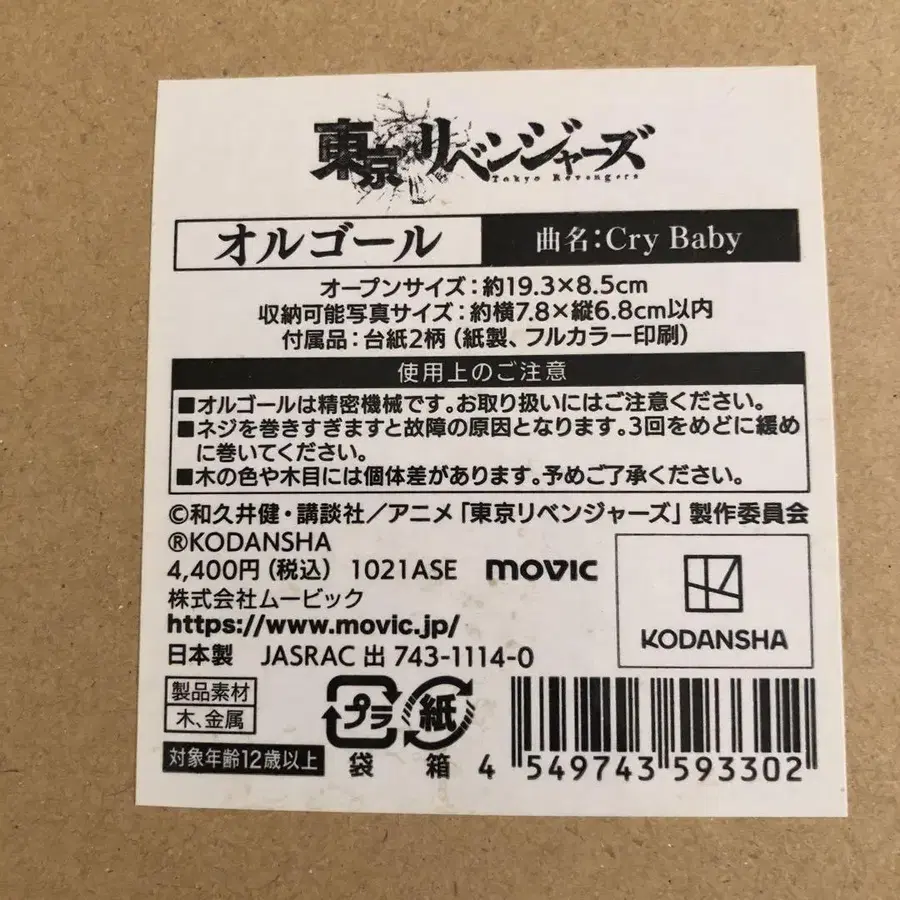 東京リベンジャーズ
Tokyo Revengers
オルゴール 曲名:Cry Baby
オープンサイズ:約19.3×8.5cm
収納可能写真サイズ:約横7.8×縦6.8cm以内
付属品:台紙2柄(紙製、フルカラー印刷)
使用上のご注意
■オルゴールは精密機械です。お取り扱いにはご注意ください。
■ネジを巻きすぎますと故障の原因となります。3回をめどに緩め
に巻いてください。
■木の色や木目には個体差があります。予めご了承ください。
©和久井健・講談社/アニメ「東京リベンジャーズ」製作委員会
®KODANSHA
4,400円(税込) 1021ASE movic
株式会社ムービック
https://www.movic.jp/
日本製 JASRAC 出 743-1114-0
KODANSHA
製品素材
木、金属
対象年齢12歳以上
プラ 紙
袋 箱
4 549743 593302